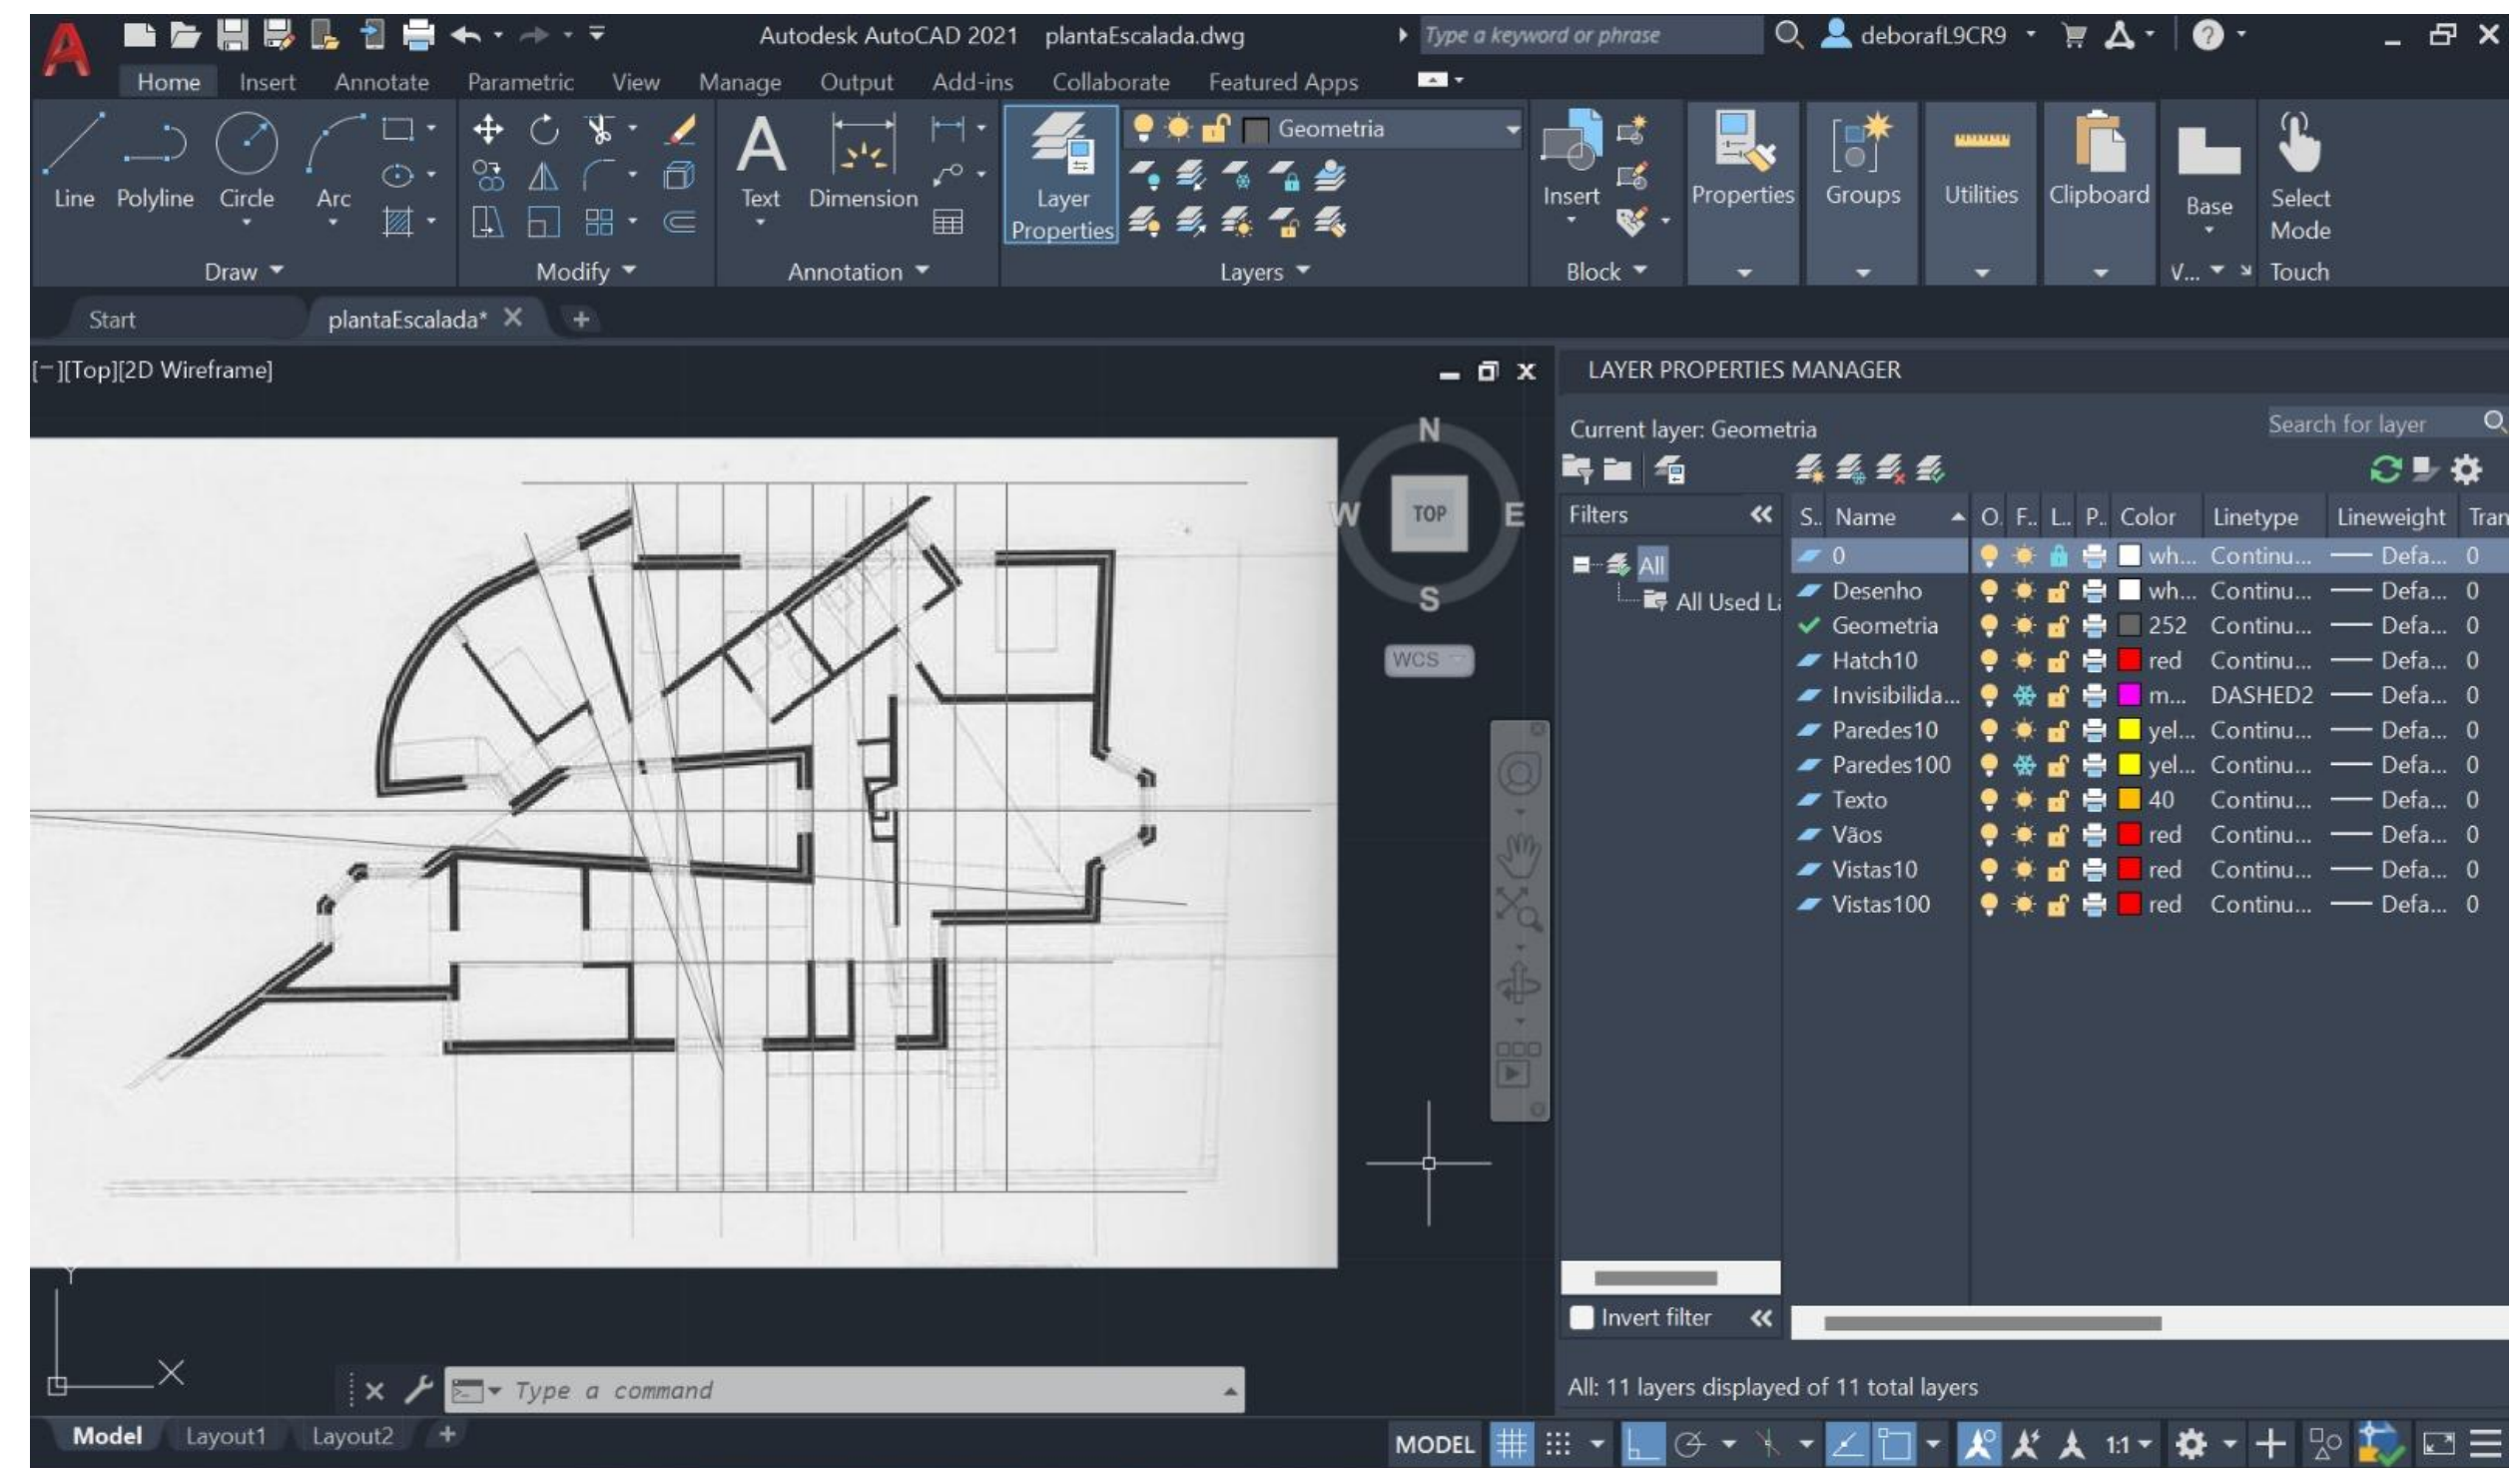 Autodesk AutoCAD 2021 plantaEscalada.dwg Type a keyword or phrase deborafL9CR9
Home Insert Annotate Parametric View Manage Output Add-ins Collaborate Featured Apps
Geometria
Line Polyline Circle Arc Text Dimension Layer Properties Insert Properties Groups Utilities Clipboard Base Select Mode
Draw Modify Annotation Layers Block V... Touch
Start plantaEscalada* +
[−][Top][2D Wireframe]
N
W TOP E
S
WCS
LAYER PROPERTIES MANAGER
Current layer: Geometria
Search for layer
Filters
All
All Used L
S.. Name O. F.. L.. P.. Color Linetype Lineweight Tran
0 wh... Continu... Defa... 0
Desenho wh... Continu... Defa... 0
Geometria 252 Continu... Defa... 0
Hatch10 red Continu... Defa... 0
Invisibilida... m... DASHED2 Defa... 0
Paredes10 yel... Continu... Defa... 0
Paredes100 yel... Continu... Defa... 0
Texto 40 Continu... Defa... 0
Vãos red Continu... Defa... 0
Vistas10 red Continu... Defa... 0
Vistas100 red Continu... Defa... 0
Invert filter
All: 11 layers displayed of 11 total layers
Y
X
Type a command
Model Layout1 Layout2 +
MODEL 1:1